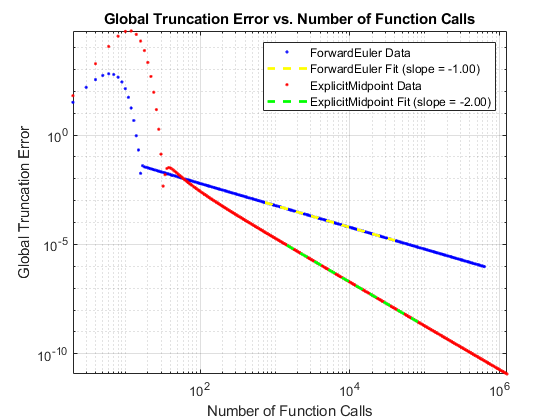 Global Truncation Error vs. Number of Function Calls
ForwardEuler Data
ForwardEuler Fit (slope = -1.00)
ExplicitMidpoint Data
ExplicitMidpoint Fit (slope = -2.00)
Global Truncation Error
10^0
10^-5
10^-10
10^2 10^4 10^6
Number of Function Calls